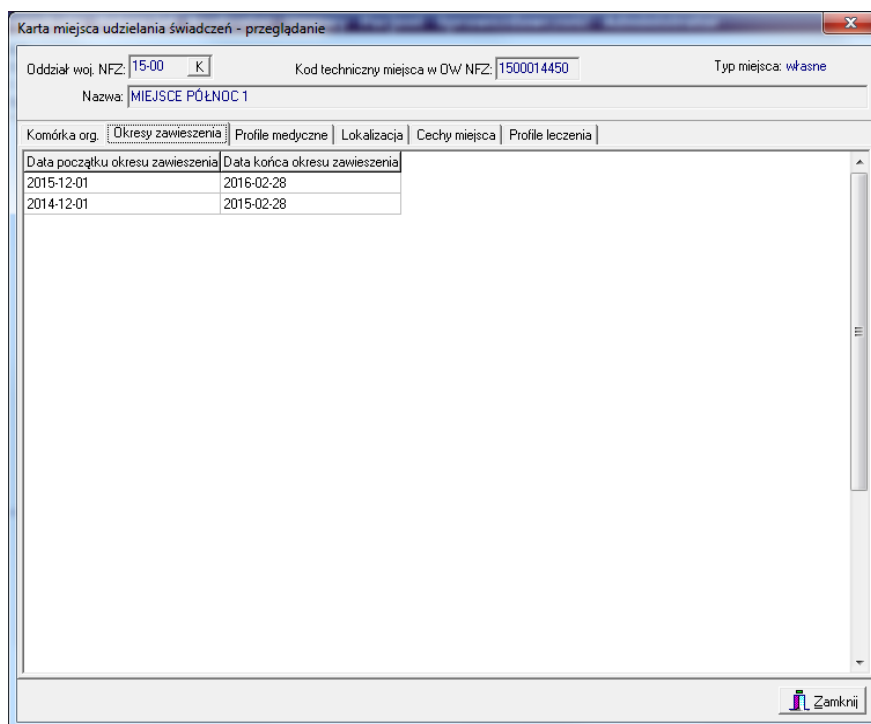 Karta miejsca udzielania świadczeń - przeglądanie
Oddział woj. NFZ: 15-00 K Kod techniczny miejsca w OW NFZ: 1500014450 Typ miejsca: własne
Nazwa: MIEJSCE PÓŁNOC 1
Komórka org. Okresy zawieszenia Profile medyczne Lokalizacja Cechy miejsca Profile leczenia
Data początku okresu zawieszenia Data końca okresu zawieszenia
2015-12-01 2016-02-28
2014-12-01 2015-02-28
Zamknij